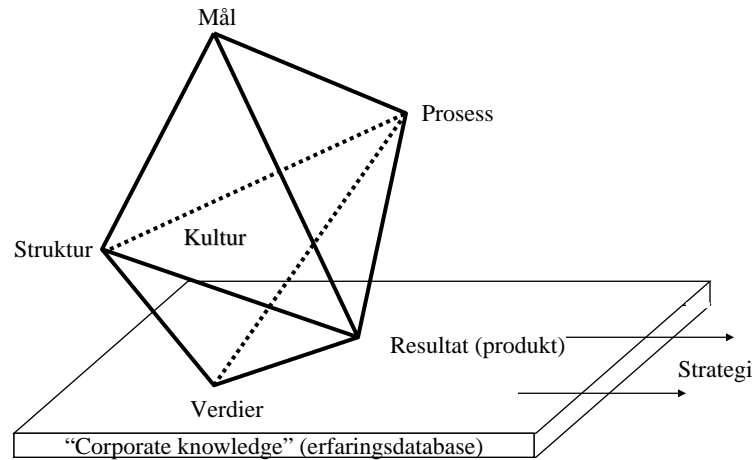 Mål
Prosess
Struktur
Kultur
Resultat (produkt)
Strategi
Verdier
“Corporate knowledge” (erfaringsdatabase)